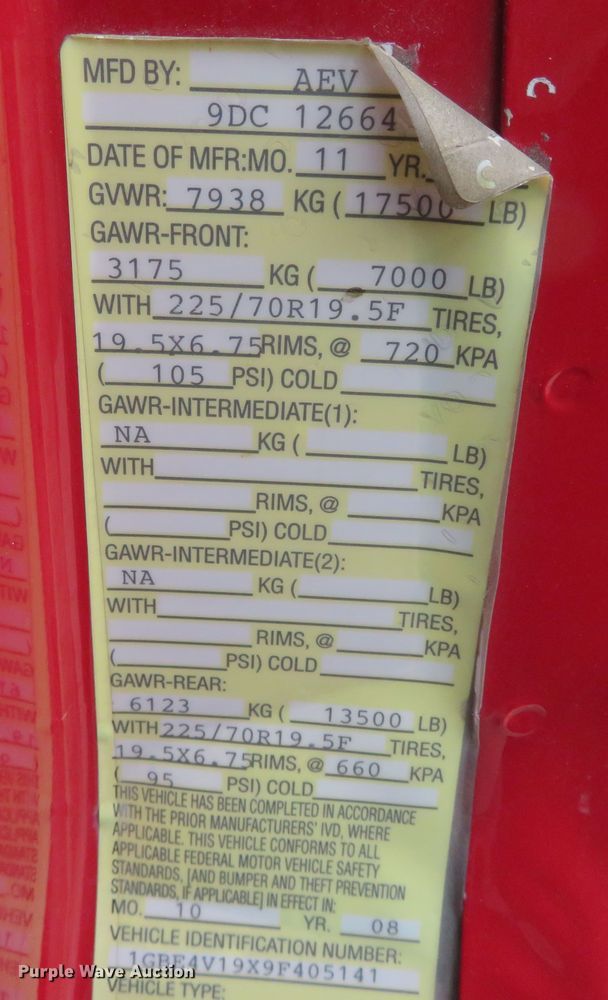 MFD BY: AEV
9DC 12664
DATE OF MFR:MO. 11 YR.
GVWR: 7938 KG ( 17500 LB)
GAWR-FRONT:
3175 KG ( 7000 LB)
WITH 225/70R19.5F TIRES,
19.5X6.75 RIMS, @ 720 KPA
( 105 PSI) COLD
GAWR-INTERMEDIATE(1):
NA KG ( LB)
WITH TIRES,
RIMS, @ KPA
( PSI) COLD
GAWR-INTERMEDIATE(2):
NA KG ( LB)
WITH TIRES,
RIMS, @ KPA
( PSI) COLD
GAWR-REAR:
6123 KG ( 13500 LB)
WITH 225/70R19.5F TIRES,
19.5X6.75 RIMS, @ 660 KPA
( 95 PSI) COLD
THIS VEHICLE HAS BEEN COMPLETED IN ACCORDANCE
WITH THE PRIOR MANUFACTURERS' IVD, WHERE
APPLICABLE. THIS VEHICLE CONFORMS TO ALL
APPLICABLE FEDERAL MOTOR VEHICLE SAFETY
STANDARDS, [AND BUMPER AND THEFT PREVENTION
STANDARDS, IF APPLICABLE] IN EFFECT IN:
MO. 10 YR. 08
VEHICLE IDENTIFICATION NUMBER:
1GBE4V19X9F405141
VEHICLE TYPE:
Purple Wave Auction